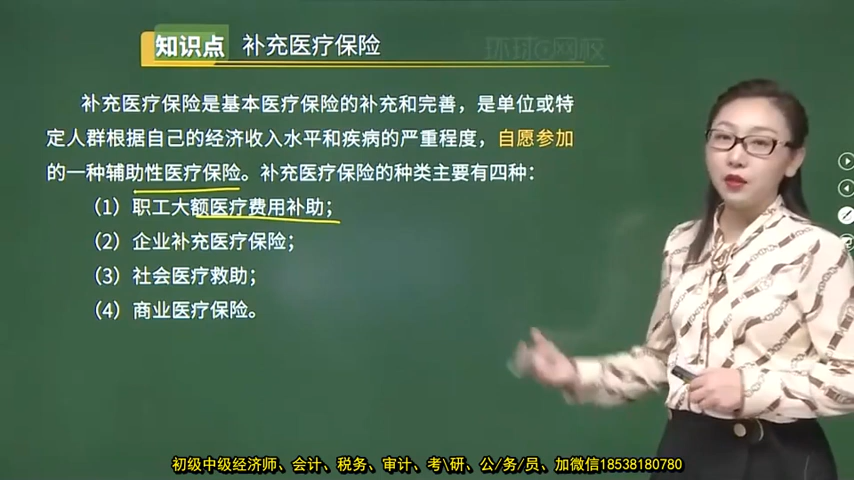 知识点 补充医疗保险
环球网校
补充医疗保险是基本医疗保险的补充和完善，是单位或特
定人群根据自己的经济收入水平和疾病的严重程度，自愿参加
的一种辅助性医疗保险。补充医疗保险的种类主要有四种：
（1）职工大额医疗费用补助；
（2）企业补充医疗保险；
（3）社会医疗救助；
（4）商业医疗保险。
初级中级经济师、会计、税务、审计、考\研、公/务/员、加微信18538180780